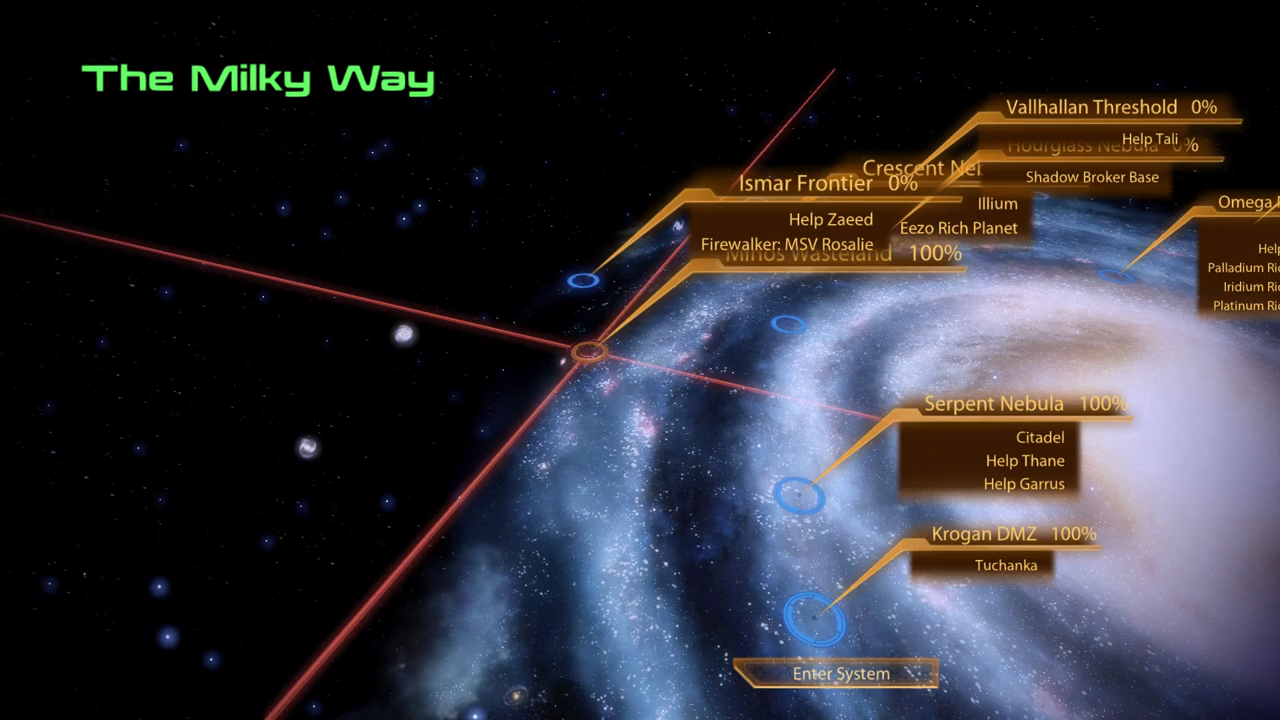 The Milky Way
Vallhallan Threshold 0%
Help Tali
Hourglass Nebula 0%
Shadow Broker Base
Crescent Nel
Illium
Eezo Rich Planet
Ismar Frontier 0%
Help Zaeed
Firewalker: MSV Rosalie
Minos Wasteland 100%
Omega
Help
Palladium Ric
Iridium Ric
Platinum Ric
Serpent Nebula 100%
Citadel
Help Thane
Help Garrus
Krogan DMZ 100%
Tuchanka
Enter System